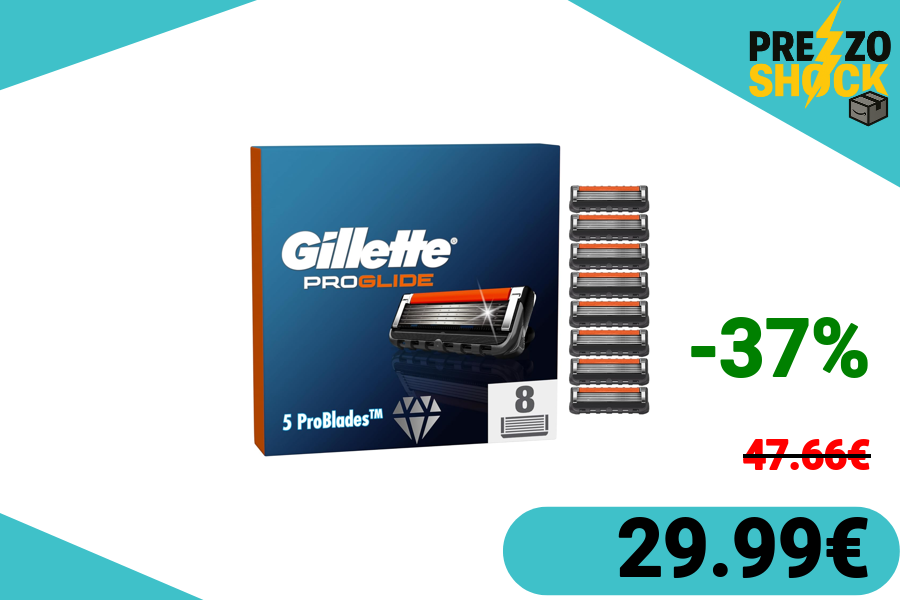 PREZZO
SHOCK
Gillette®
PROGLIDE
5 ProBlades™
8
-37%
47.66€
29.99€